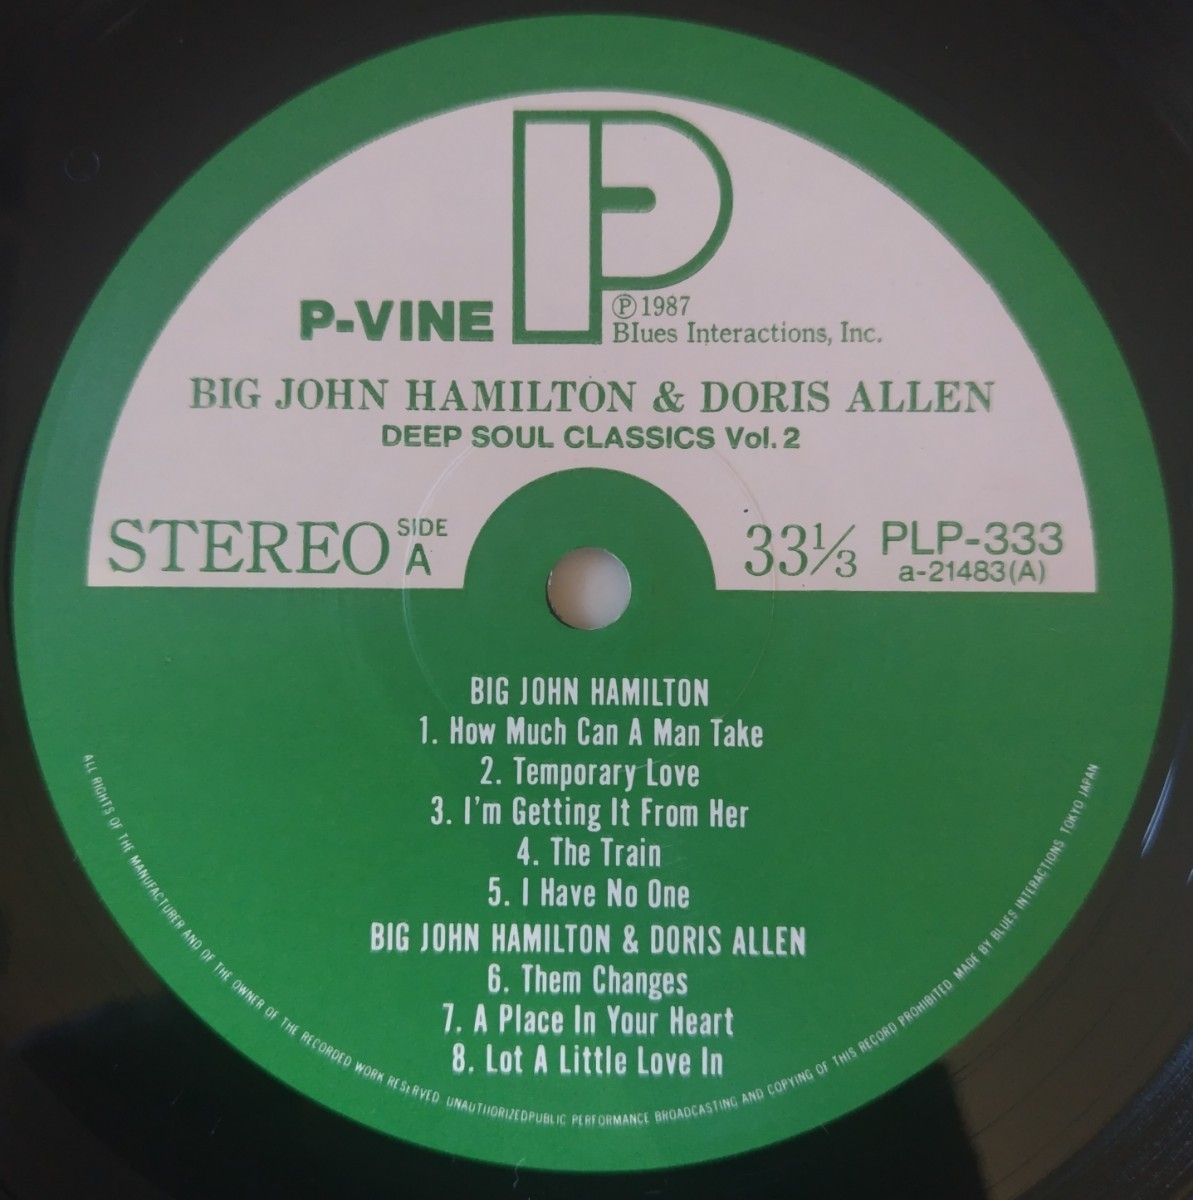 P-VINE
℗ 1987
Blues Interactions, Inc.
BIG JOHN HAMILTON & DORIS ALLEN
DEEP SOUL CLASSICS Vol. 2
STEREO SIDE A
33⅓ PLP-333
a-21483(A)
BIG JOHN HAMILTON
1. How Much Can A Man Take
2. Temporary Love
3. I'm Getting It From Her
4. The Train
5. I Have No One
BIG JOHN HAMILTON & DORIS ALLEN
6. Them Changes
7. A Place In Your Heart
8. Lot A Little Love In
ALL RIGHTS OF THE MANUFACTURER AND OF THE OWNER OF THE RECORDED WORK RESERVED UNAUTHORIZEDPUBLIC PERFORMANCE BROADCASTING AND COPYING OF THIS RECORD PROHIBITED MADE BY BLUES INTERACTIONS TOKYO JAPAN